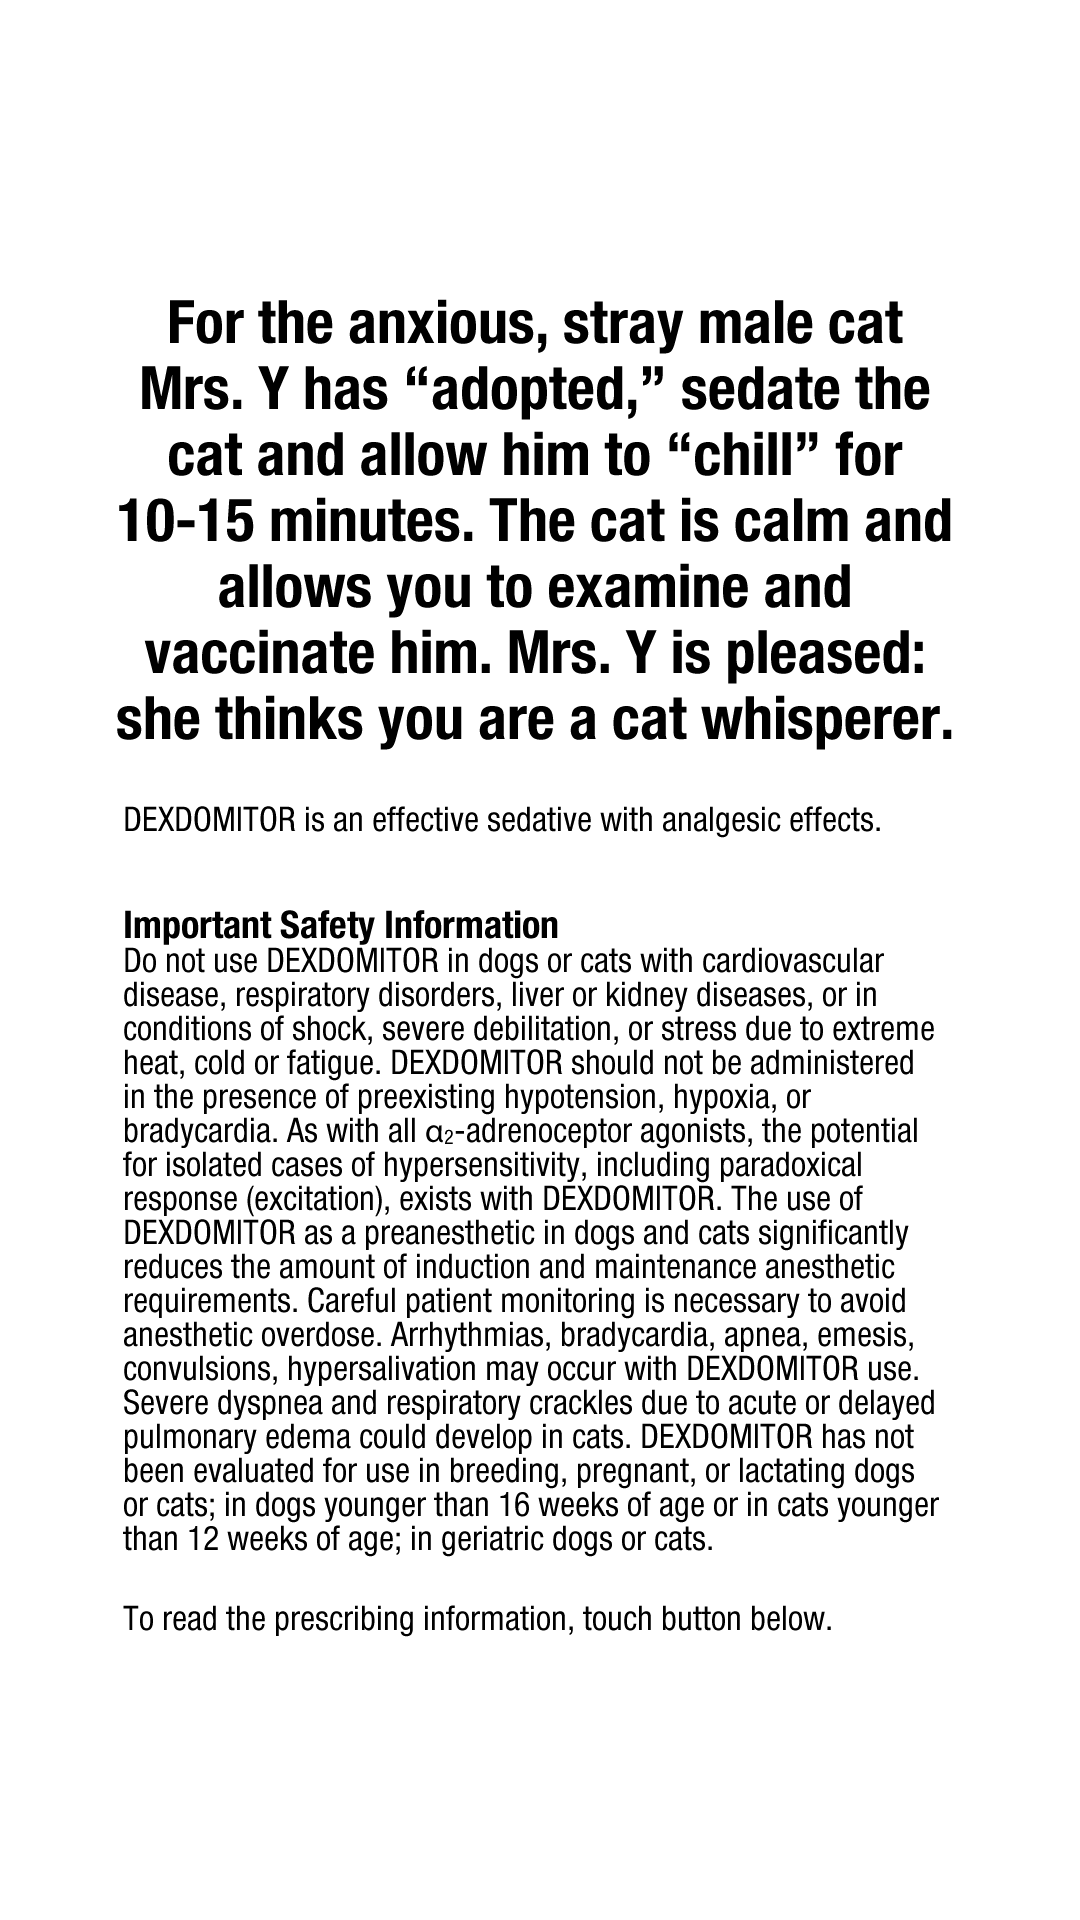 For the anxious, stray male cat
Mrs. Y has “adopted,” sedate the
cat and allow him to “chill” for
10-15 minutes. The cat is calm and
allows you to examine and
vaccinate him. Mrs. Y is pleased:
she thinks you are a cat whisperer.
DEXDOMITOR is an effective sedative with analgesic effects.
Important Safety Information
Do not use DEXDOMITOR in dogs or cats with cardiovascular
disease, respiratory disorders, liver or kidney diseases, or in
conditions of shock, severe debilitation, or stress due to extreme
heat, cold or fatigue. DEXDOMITOR should not be administered
in the presence of preexisting hypotension, hypoxia, or
bradycardia. As with all α₂-adrenoceptor agonists, the potential
for isolated cases of hypersensitivity, including paradoxical
response (excitation), exists with DEXDOMITOR. The use of
DEXDOMITOR as a preanesthetic in dogs and cats significantly
reduces the amount of induction and maintenance anesthetic
requirements. Careful patient monitoring is necessary to avoid
anesthetic overdose. Arrhythmias, bradycardia, apnea, emesis,
convulsions, hypersalivation may occur with DEXDOMITOR use.
Severe dyspnea and respiratory crackles due to acute or delayed
pulmonary edema could develop in cats. DEXDOMITOR has not
been evaluated for use in breeding, pregnant, or lactating dogs
or cats; in dogs younger than 16 weeks of age or in cats younger
than 12 weeks of age; in geriatric dogs or cats.
To read the prescribing information, touch button below.